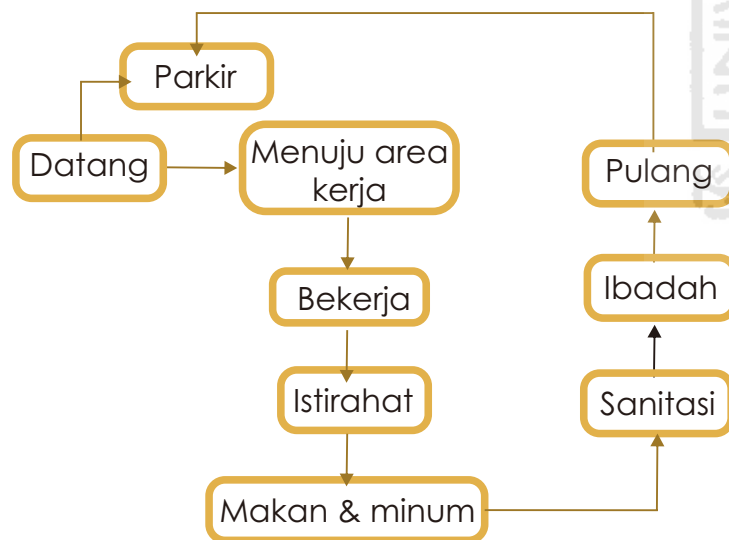 Parkir
Datang
Menuju area
kerja
Bekerja
Istirahat
Makan & minum
Sanitasi
Ibadah
Pulang